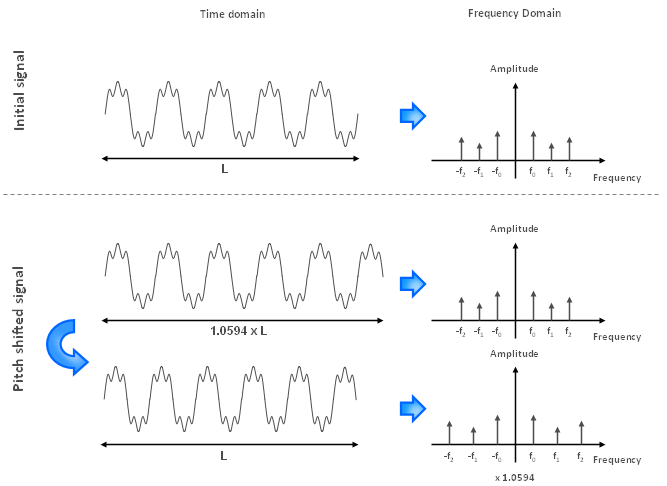 Time domain
Frequency Domain
Initial signal
Amplitude
L
-f2 -f1 -f0 f0 f1 f2
Frequency
Pitch shifted signal
Amplitude
1.0594 x L
-f2 -f1 -f0 f0 f1 f2
Frequency
Amplitude
L
-f2 -f1 -f0 f0 f1 f2
Frequency
x 1.0594